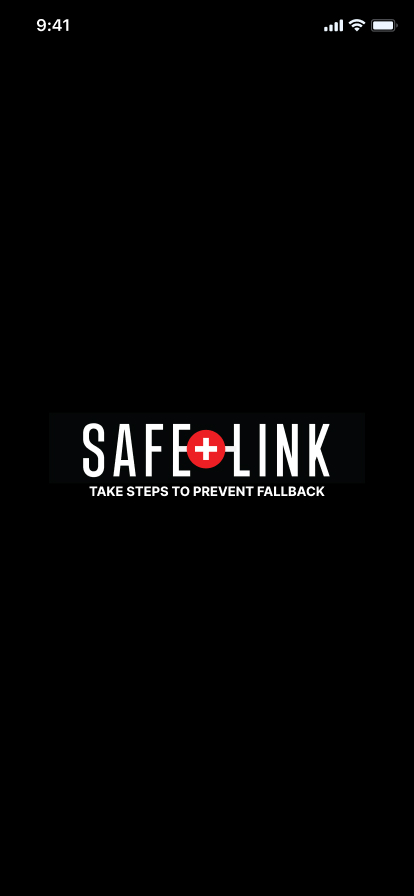 9:41
SAFE+LINK
TAKE STEPS TO PREVENT FALLBACK